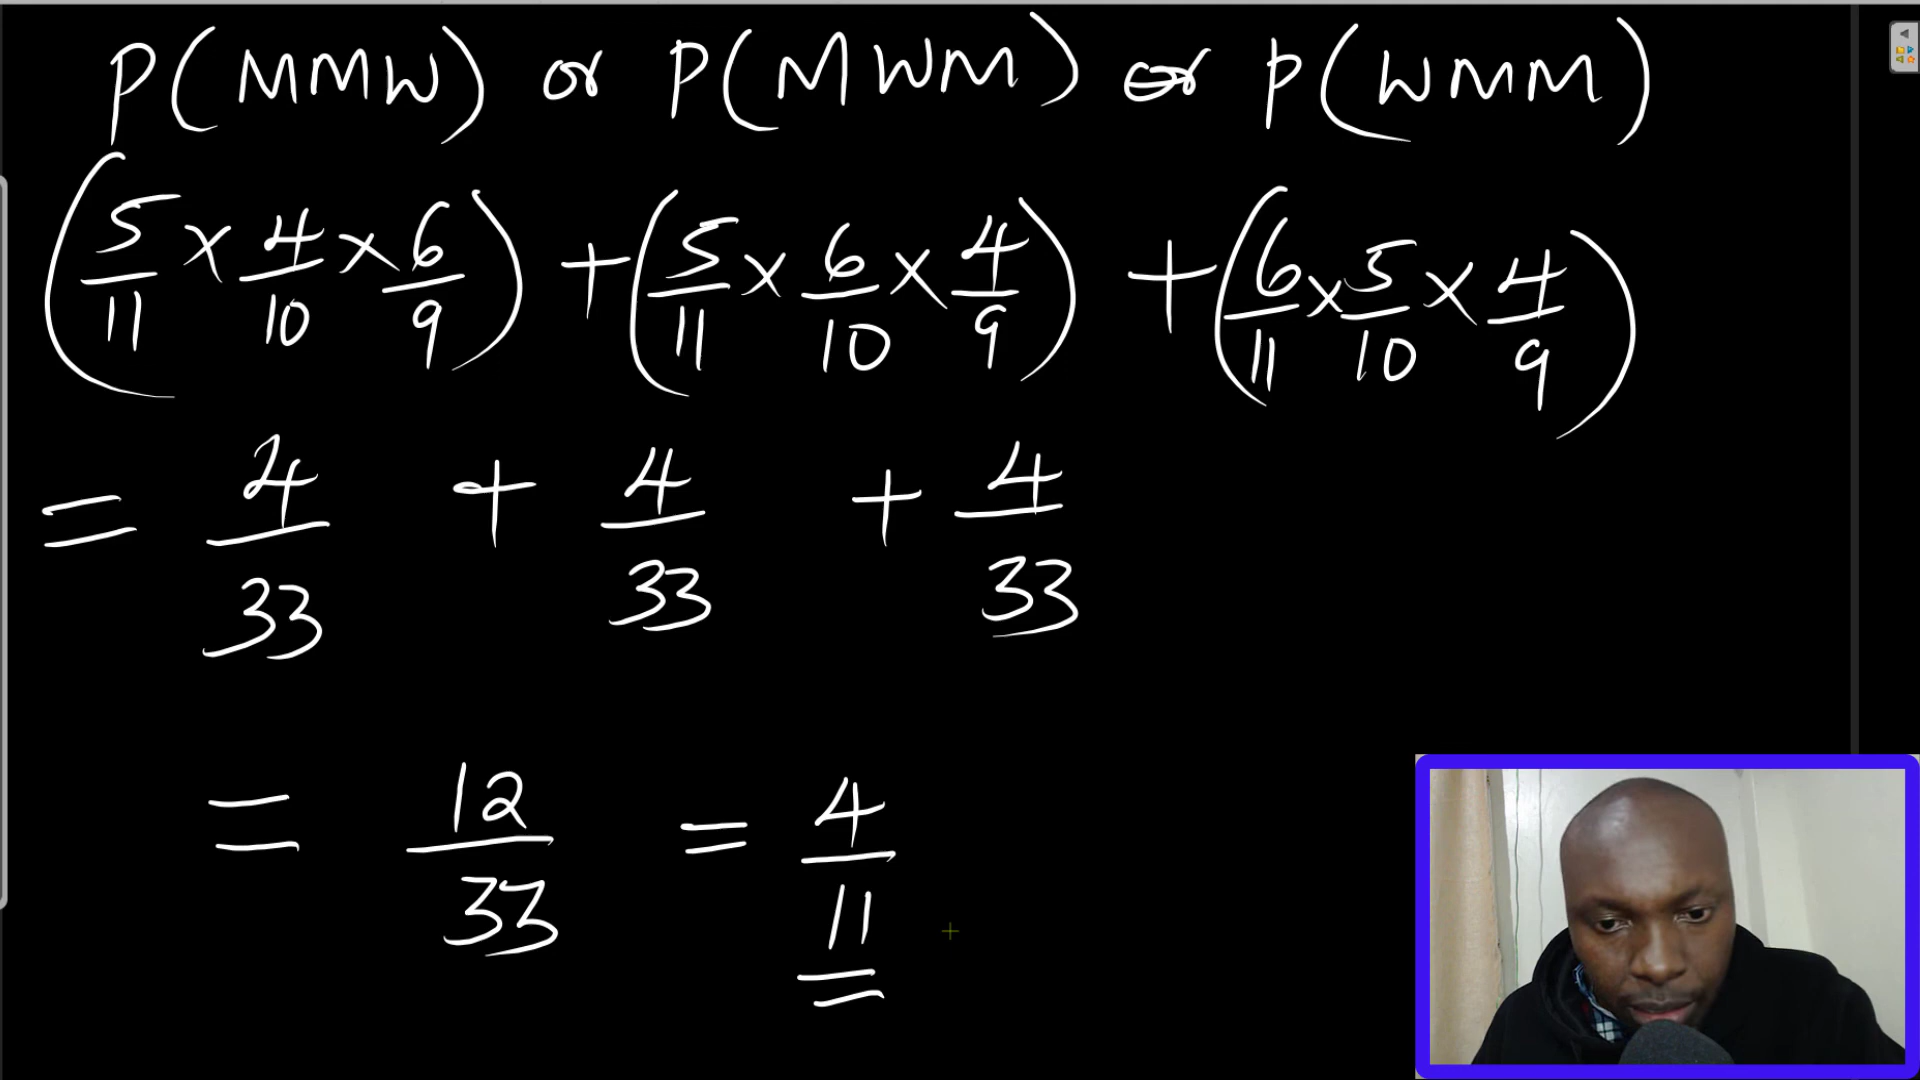 P(MMW) or P(MWM) or P(WMM)
(5/11 × 4/10 × 6/9) + (5/11 × 6/10 × 4/9) + (6/11 × 5/10 × 4/9)
= 4/33 + 4/33 + 4/33
= 12/33 = 4/11